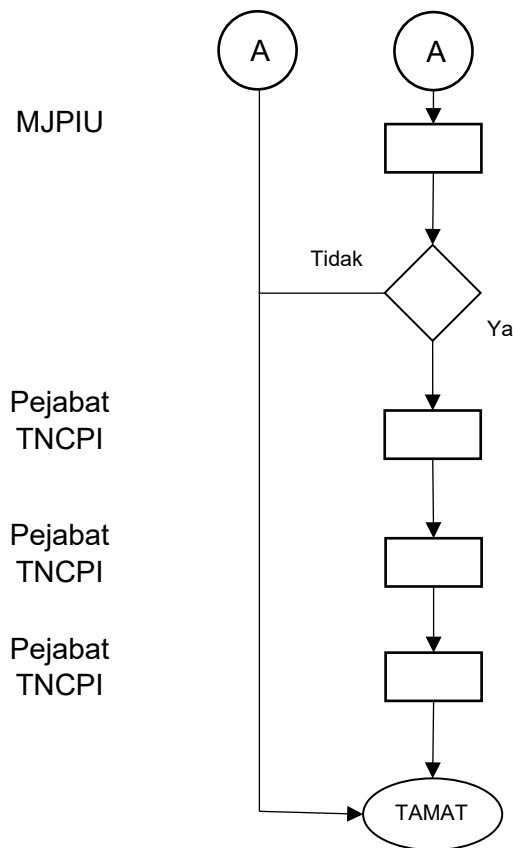 A
A
MJPIU
Tidak
Ya
Pejabat
TNCPI
Pejabat
TNCPI
Pejabat
TNCPI
TAMAT